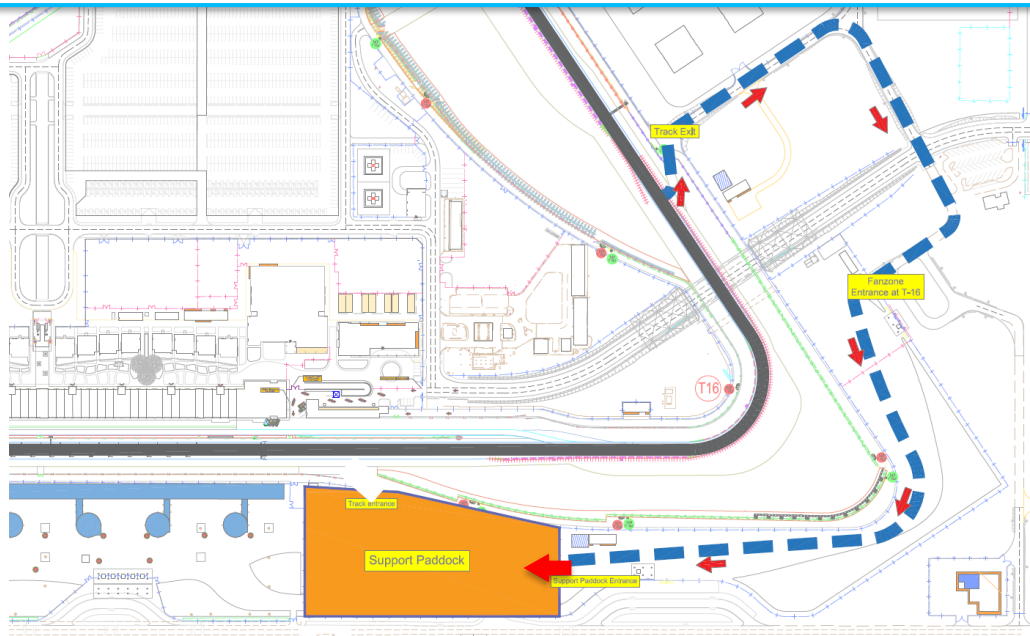 Track Exit
Fanzone
Entrance at T-16
T16
Track entrance
Support Paddock
Support Paddock Entrance